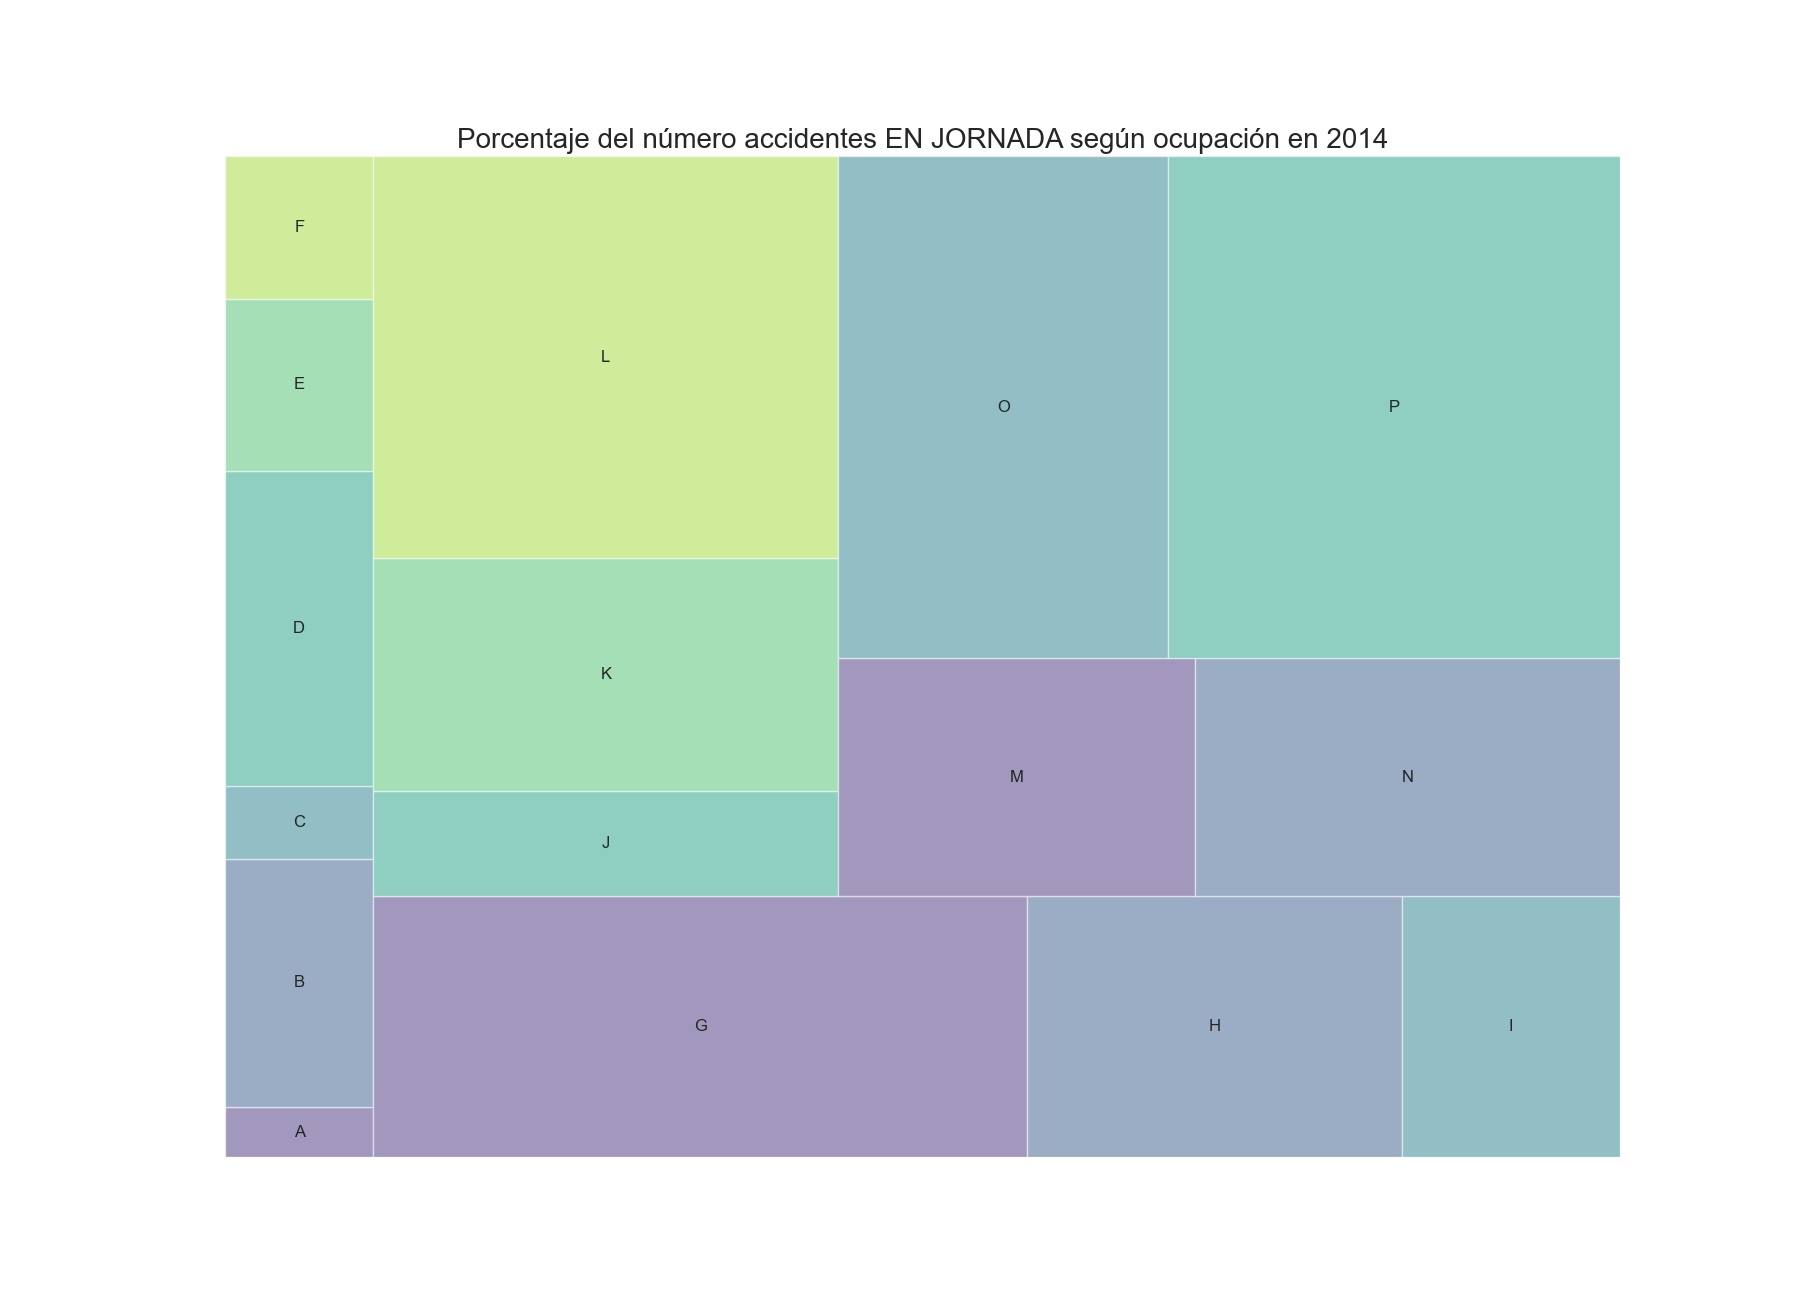 Porcentaje del número accidentes EN JORNADA según ocupación en 2014
F
L
O
P
E
D
K
M
N
C
J
B
G
H
I
A